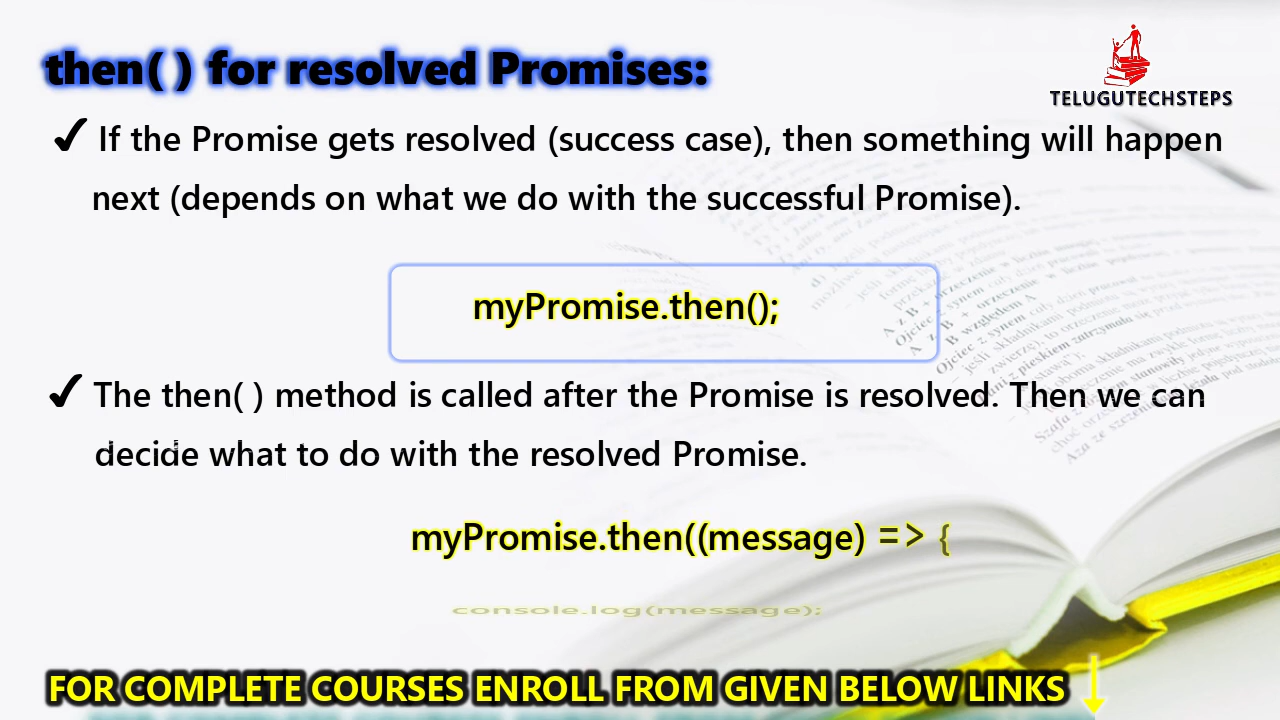 then( ) for resolved Promises:
TELUGUTECHSTEPS
✔ If the Promise gets resolved (success case), then something will happen
next (depends on what we do with the successful Promise).
myPromise.then();
✔ The then( ) method is called after the Promise is resolved. Then we can
decide what to do with the resolved Promise.
myPromise.then((message) => {
console.log(message);
FOR COMPLETE COURSES ENROLL FROM GIVEN BELOW LINKS